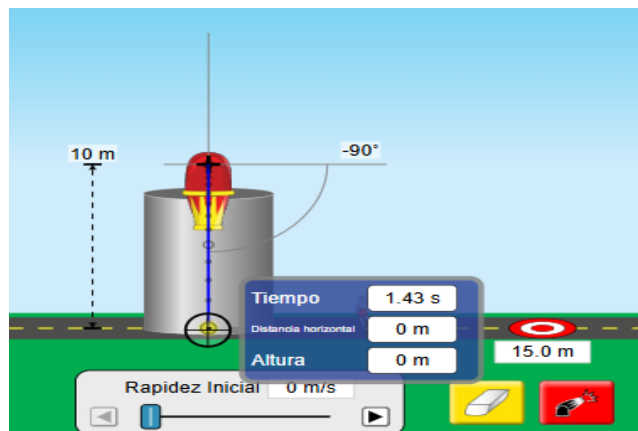 -90°
10 m
Tiempo 1.43 s
Distancia horizontal 0 m
Altura 0 m
15.0 m
Rapidez Inicial 0 m/s